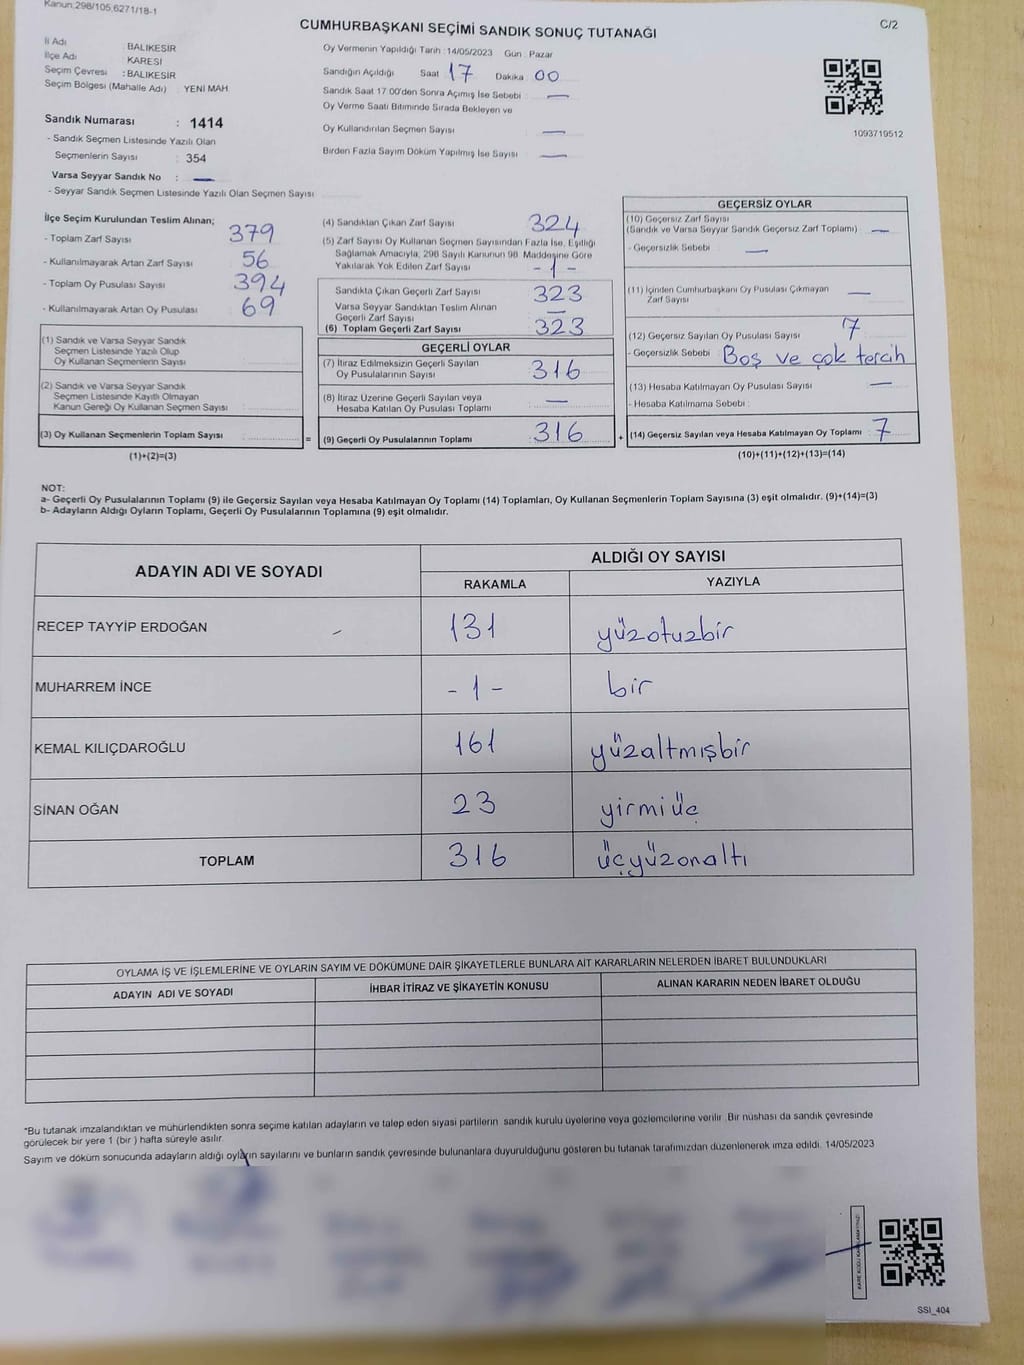 Kanun:298/105,6271/18-1
C/2
CUMHURBAŞKANI SEÇİMİ SANDIK SONUÇ TUTANAĞI
İl Adı : BALIKESİR
İlçe Adı : KARESİ
Seçim Çevresi : BALIKESİR
Seçim Bölgesi (Mahalle Adı) : YENİ MAH
Sandık Numarası : 1414
- Sandık Seçmen Listesinde Yazılı Olan
Seçmenlerin Sayısı : 354
Varsa Seyyar Sandık No : —
- Seyyar Sandık Seçmen Listesinde Yazılı Olan Seçmen Sayısı
Oy Vermenin Yapıldığı Tarih : 14/05/2023 Gün : Pazar
Sandığın Açıldığı Saat 17 Dakika 00
Sandık Saat 17:00'den Sonra Açımış İse Sebebi : —
Oy Verme Saati Bitiminde Sırada Bekleyen ve
Oy Kullandırılan Seçmen Sayısı : —
Birden Fazla Sayım Döküm Yapılmış İse Sayısı : —
1093719512
İlçe Seçim Kurulundan Teslim Alınan;
- Toplam Zarf Sayısı : 379
- Kullanılmayarak Artan Zarf Sayısı : 56
- Toplam Oy Pusulası Sayısı : 394
- Kullanılmayarak Artan Oy Pusulası : 69
(1) Sandık ve Varsa Seyyar Sandık
Seçmen Listesinde Yazılı Olup
Oy Kullanan Seçmenlerin Sayısı :
(2) Sandık ve Varsa Seyyar Sandık
Seçmen Listesinde Kayıtlı Olmayan
Kanun Gereği Oy Kullanan Seçmen Sayısı :
(3) Oy Kullanan Seçmenlerin Toplam Sayısı :
(1)+(2)=(3)
(4) Sandıktan Çıkan Zarf Sayısı : 324
(5) Zarf Sayısı Oy Kullanan Seçmen Sayısından Fazla İse, Eşitliği
Sağlamak Amacıyla, 298 Sayılı Kanunun 98. Maddesine Göre
Yakılarak Yok Edilen Zarf Sayısı : -1-
Sandıkta Çıkan Geçerli Zarf Sayısı : 323
Varsa Seyyar Sandıktan Teslim Alınan
Geçerli Zarf Sayısı : —
(6) Toplam Geçerli Zarf Sayısı : 323
GEÇERLİ OYLAR
(7) İtiraz Edilmeksizin Geçerli Sayılan
Oy Pusulalarının Sayısı : 316
(8) İtiraz Üzerine Geçerli Sayılan veya
Hesaba Katılan Oy Pusulası Toplamı : —
=
(9) Geçerli Oy Pusulalarının Toplamı : 316
+
GEÇERSİZ OYLAR
(10) Geçersiz Zarf Sayısı
(Sandık ve Varsa Seyyar Sandık Geçersiz Zarf Toplamı) : —
- Geçersizlik Sebebi : —
(11) İçinden Cumhurbaşkanı Oy Pusulası Çıkmayan
Zarf Sayısı : —
(12) Geçersiz Sayılan Oy Pusulası Sayısı : 7
- Geçersizlik Sebebi : Boş ve çok tercih
(13) Hesaba Katılmayan Oy Pusulası Sayısı : —
- Hesaba Katılmama Sebebi :
(14) Geçersiz Sayılan veya Hesaba Katılmayan Oy Toplamı : 7
(10)+(11)+(12)+(13)=(14)
NOT:
a- Geçerli Oy Pusulalarının Toplamı (9) ile Geçersiz Sayılan veya Hesaba Katılmayan Oy Toplamı (14) Toplamları, Oy Kullanan Seçmenlerin Toplam Sayısına (3) eşit olmalıdır. (9)+(14)=(3)
b- Adayların Aldığı Oyların Toplamı, Geçerli Oy Pusulalarının Toplamına (9) eşit olmalıdır.
ADAYIN ADI VE SOYADI
ALDIĞI OY SAYISI
RAKAMLA YAZIYLA
RECEP TAYYİP ERDOĞAN 131 yüzotuzbir
MUHARREM İNCE -1- bir
KEMAL KILIÇDAROĞLU 161 yüzaltmışbir
SİNAN OĞAN 23 yirmiüç
TOPLAM 316 üçyüzonaltı
OYLAMA İŞ VE İŞLEMLERİNE VE OYLARIN SAYIM VE DÖKÜMÜNE DAİR ŞİKAYETLERLE BUNLARA AİT KARARLARIN NELERDEN İBARET BULUNDUKLARI
ADAYIN ADI VE SOYADI İHBAR İTİRAZ VE ŞİKAYETİN KONUSU ALINAN KARARIN NEDEN İBARET OLDUĞU
*Bu tutanak imzalandıktan ve mühürlendikten sonra seçime katılan adayların ve talep eden siyasi partilerin sandık kurulu üyelerine veya gözlemcilerine verilir. Bir nüshası da sandık çevresinde
görülecek bir yere 1 (bir ) hafta süreyle asılır.
Sayım ve döküm sonucunda adayların aldığı oyların sayılarını ve bunların sandık çevresinde bulunanlara duyurulduğunu gösteren bu tutanak tarafımızdan düzenlenerek imza edildi. 14/05/2023
SSI_404